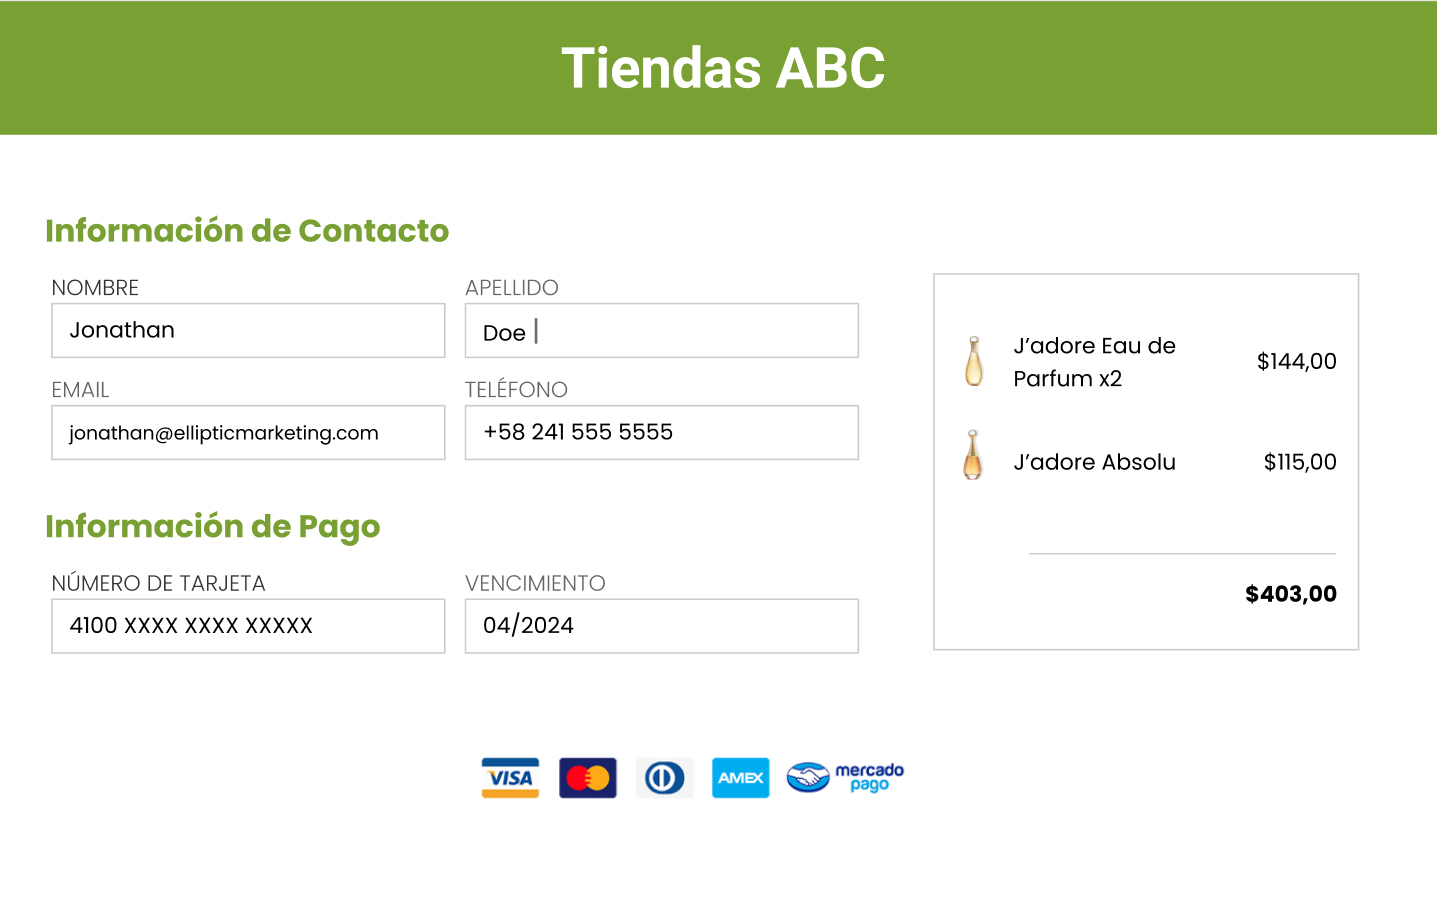 Tiendas ABC
Información de Contacto
NOMBRE
APELLIDO
Jonathan
Doe
EMAIL
TELÉFONO
jonathan@ellipticmarketing.com
+58 241 555 5555
Información de Pago
NÚMERO DE TARJETA
VENCIMIENTO
4100 XXXX XXXX XXXXX
04/2024
J’adore Eau de
Parfum x2
$144,00
J’adore Absolu
$115,00
$403,00
VISA
AMEX
mercado
pago